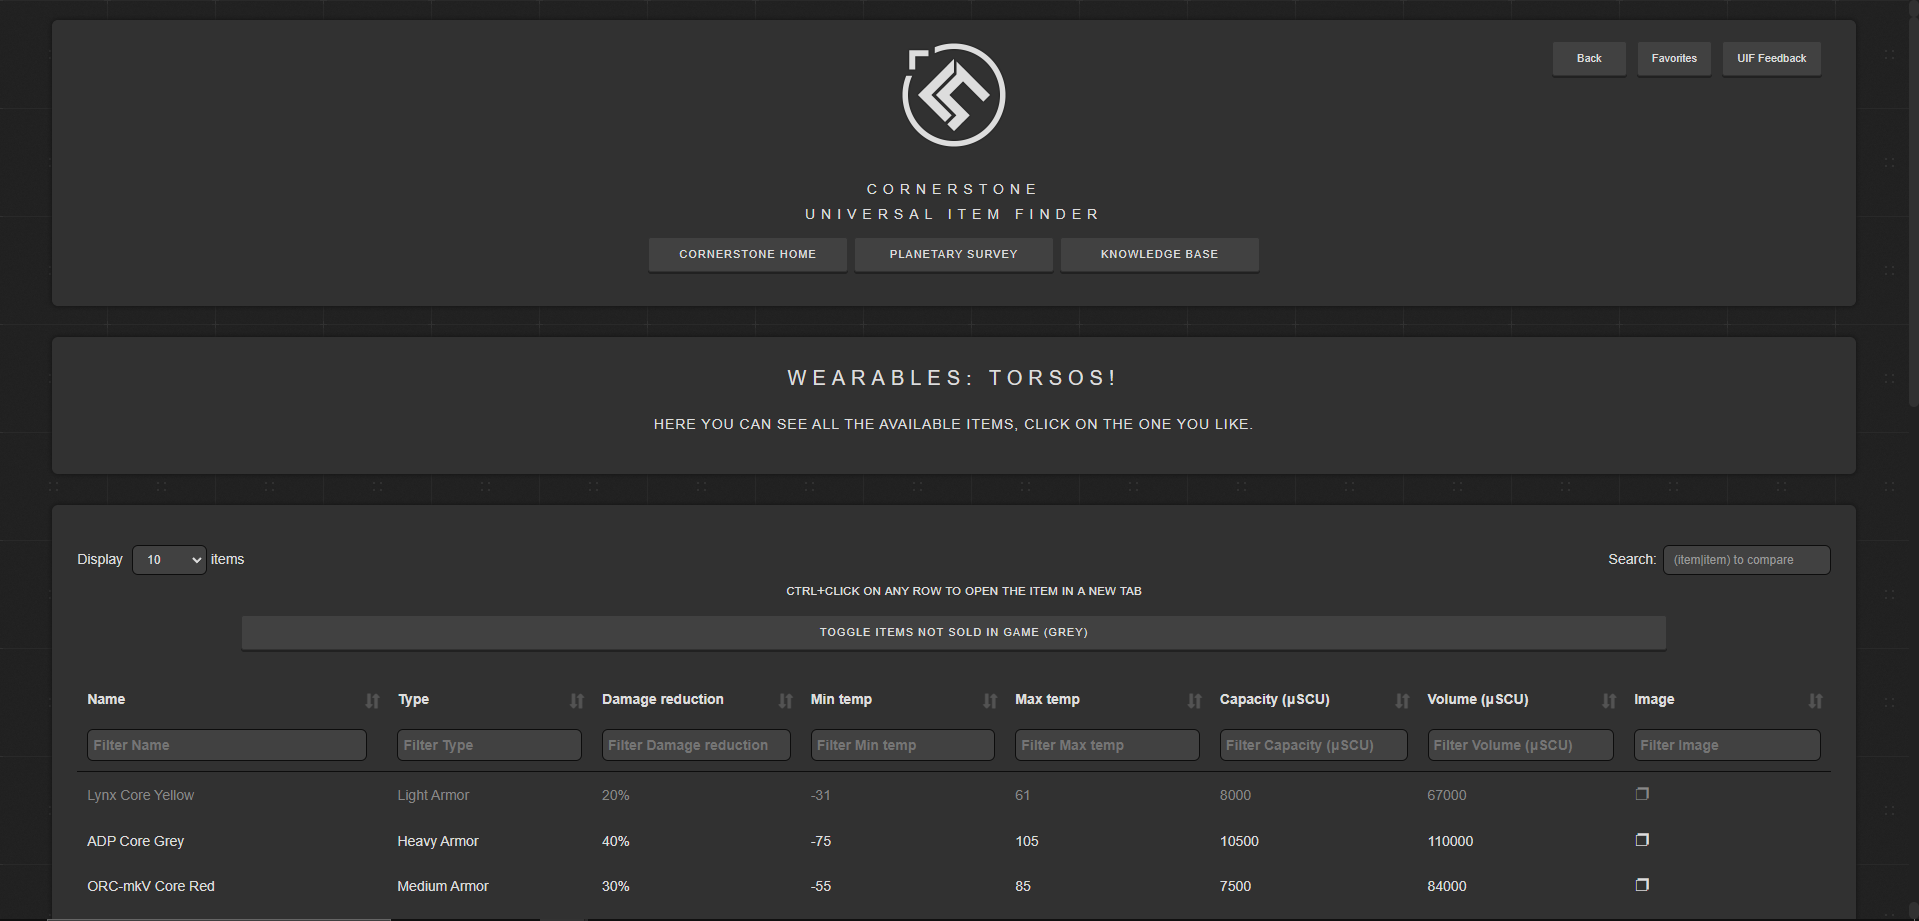 Back Favorites UIF Feedback
CORNERSTONE
UNIVERSAL ITEM FINDER
CORNERSTONE HOME PLANETARY SURVEY KNOWLEDGE BASE
WEARABLES: TORSOS!
HERE YOU CAN SEE ALL THE AVAILABLE ITEMS, CLICK ON THE ONE YOU LIKE.
Display 10 items Search: (item|item) to compare
CTRL+CLICK ON ANY ROW TO OPEN THE ITEM IN A NEW TAB
TOGGLE ITEMS NOT SOLD IN GAME (GREY)
Name Type Damage reduction Min temp Max temp Capacity (µSCU) Volume (µSCU) Image
Filter Name Filter Type Filter Damage reduction Filter Min temp Filter Max temp Filter Capacity (µSCU) Filter Volume (µSCU) Filter Image
Lynx Core Yellow Light Armor 20% -31 61 8000 67000
ADP Core Grey Heavy Armor 40% -75 105 10500 110000
ORC-mkV Core Red Medium Armor 30% -55 85 7500 84000